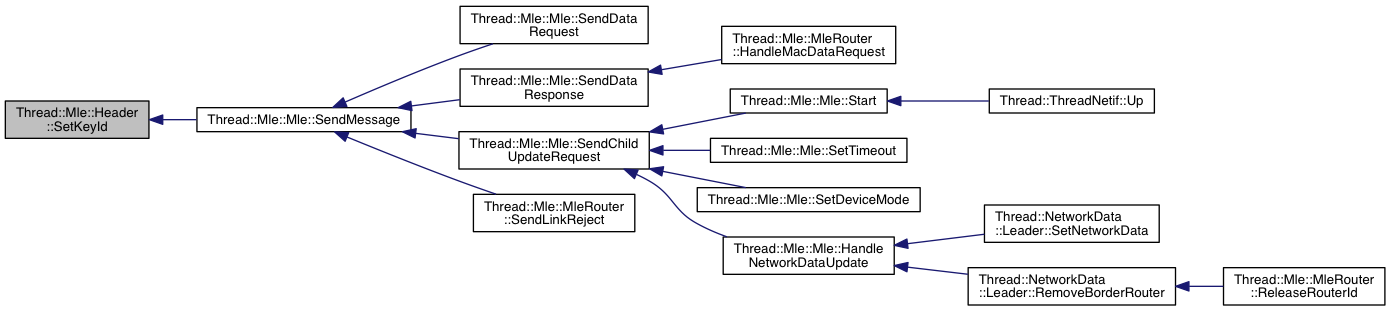 Thread::Mle::Header
::SetKeyId
Thread::Mle::Mle::SendMessage
Thread::Mle::Mle::SendData
Request
Thread::Mle::Mle::SendData
Response
Thread::Mle::MleRouter
::HandleMacDataRequest
Thread::Mle::Mle::SendChild
UpdateRequest
Thread::Mle::Mle::Start
Thread::ThreadNetif::Up
Thread::Mle::Mle::SetTimeout
Thread::Mle::Mle::SetDeviceMode
Thread::Mle::Mle::Handle
NetworkDataUpdate
Thread::NetworkData
::Leader::SetNetworkData
Thread::NetworkData
::Leader::RemoveBorderRouter
Thread::Mle::MleRouter
::ReleaseRouterId
Thread::Mle::MleRouter
::SendLinkReject